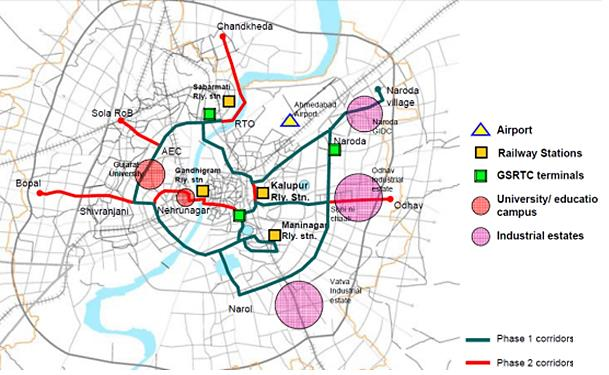 Chandkheda
Sabarmati
Rly. stn
Ahmedabad
Airport
Naroda
village
Sola RoB
RTO
Naroda
GIDC
AEC
Naroda
Gujarat
University
Gandhigram
Rly. stn
Odhav
Industrial
estate
Bopal
Kalupur
Rly. Stn.
Shivranjani
Nehrunagar
Odhav
Maninagar
Rly. stn.
Vatva
Industrial
estate
Narol
Airport
Railway Stations
GSRTC terminals
University/ educatio
campus
Industrial estates
Phase 1 corridors
Phase 2 corridors